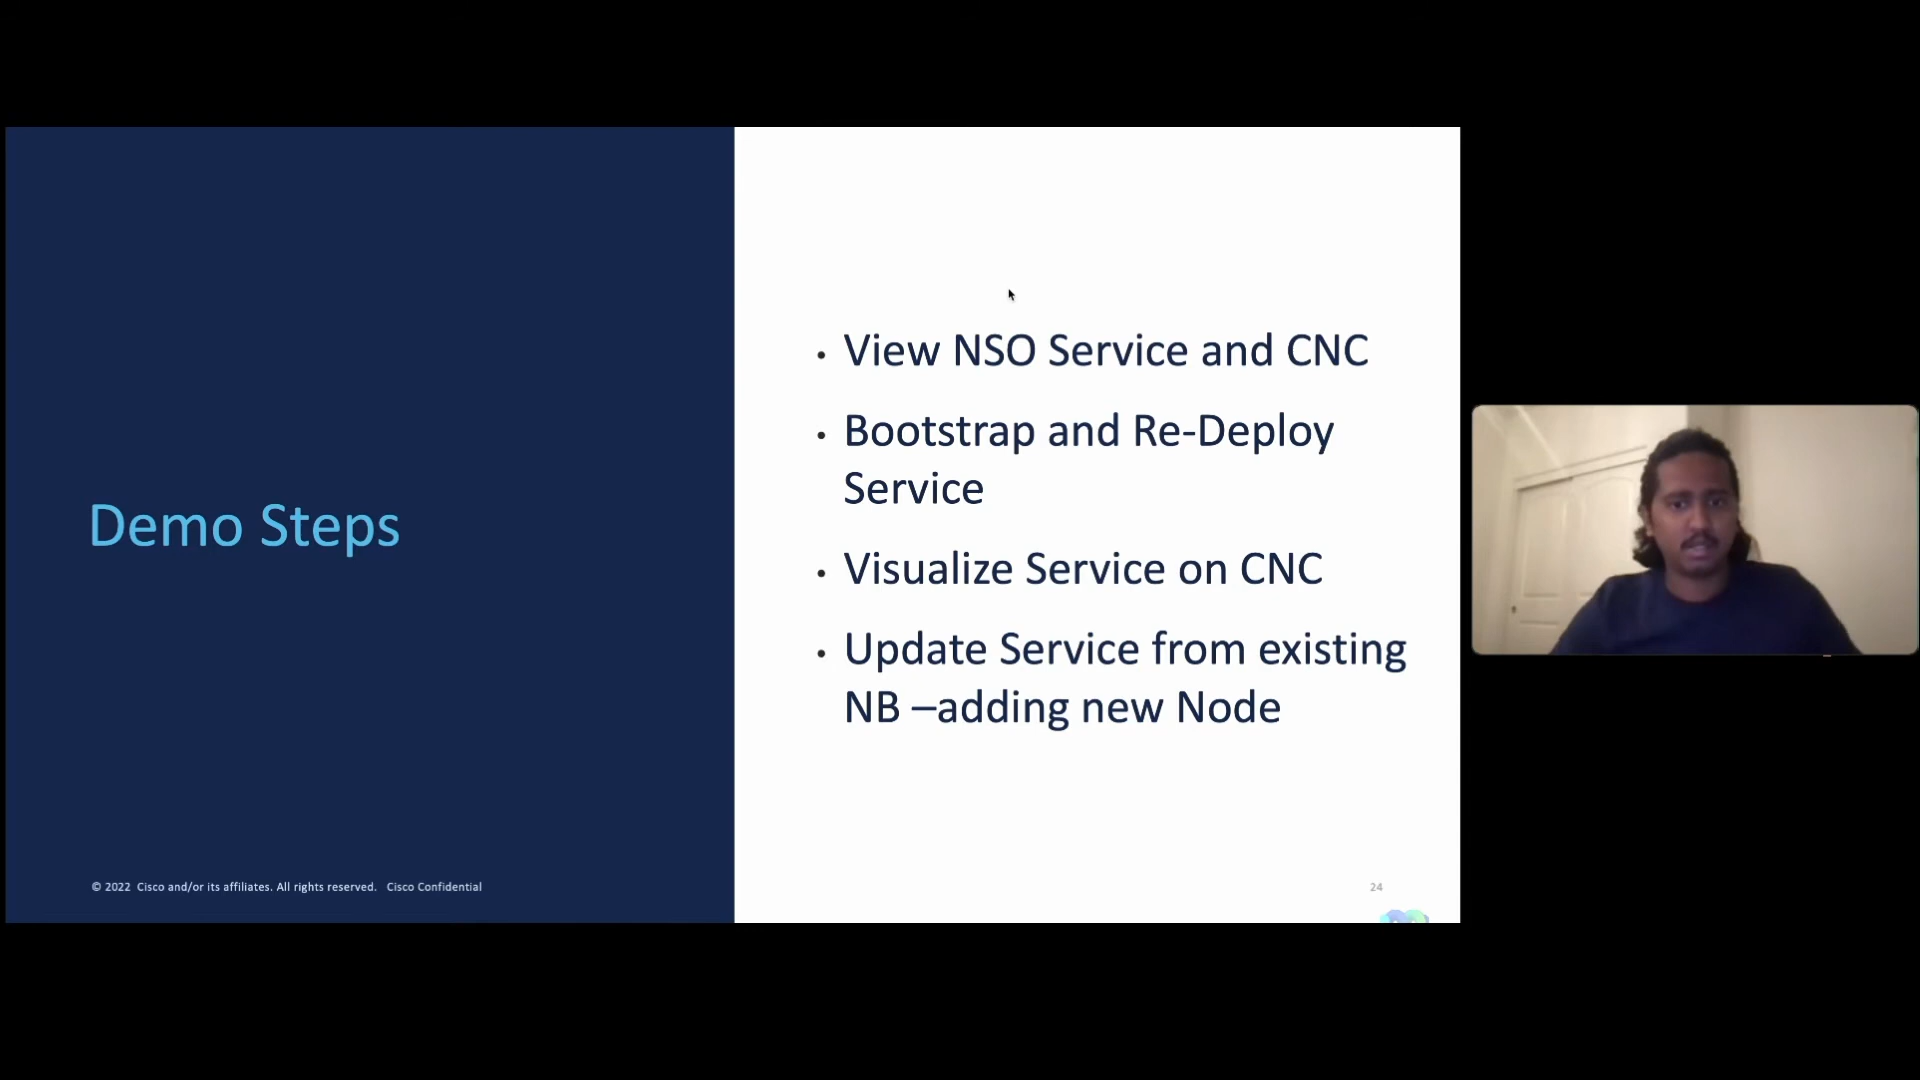 Demo Steps
• View NSO Service and CNC
• Bootstrap and Re-Deploy
Service
• Visualize Service on CNC
• Update Service from existing
NB –adding new Node
© 2022 Cisco and/or its affiliates. All rights reserved. Cisco Confidential
24